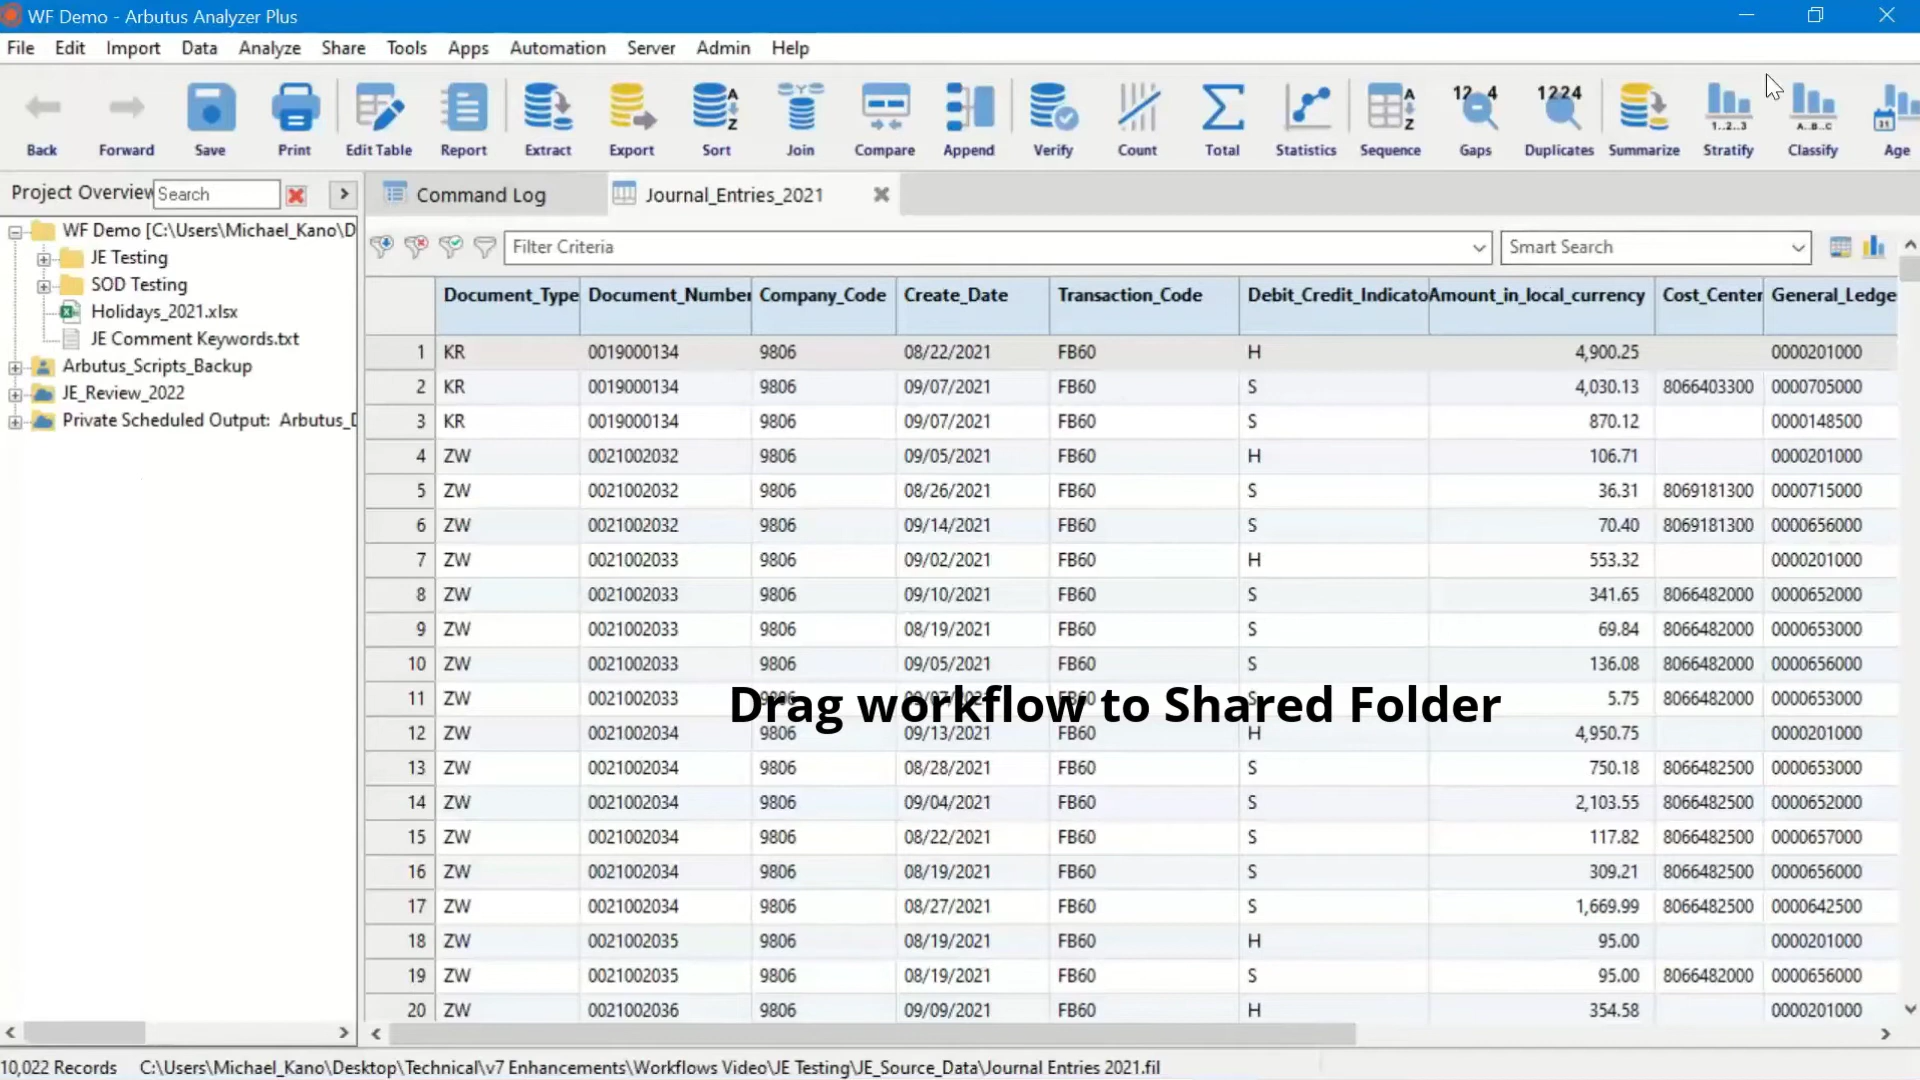 WF Demo - Arbutus Analyzer Plus
File Edit Import Data Analyze Share Tools Apps Automation Server Admin Help
12 4 1224
A Z A Z 1..2..3 A..B..C 31
Back Forward Save Print Edit Table Report Extract Export Sort Join Compare Append Verify Count Total Statistics Sequence Gaps Duplicates Summarize Stratify Classify Age
Project Overview Search
Command Log Journal_Entries_2021
WF Demo [C:\Users\Michael_Kano\D
JE Testing
SOD Testing
Holidays_2021.xlsx
JE Comment Keywords.txt
Arbutus_Scripts_Backup
JE_Review_2022
Private Scheduled Output: Arbutus_D
Filter Criteria Smart Search
Document_Type Document_Number Company_Code Create_Date Transaction_Code Debit_Credit_Indicato Amount_in_local_currency Cost_Center General_Ledge
1 KR 0019000134 9806 08/22/2021 FB60 H 4,900.25 0000201000
2 KR 0019000134 9806 09/07/2021 FB60 S 4,030.13 8066403300 0000705000
3 KR 0019000134 9806 09/07/2021 FB60 S 870.12 0000148500
4 ZW 0021002032 9806 09/05/2021 FB60 H 106.71 0000201000
5 ZW 0021002032 9806 08/26/2021 FB60 S 36.31 8069181300 0000715000
6 ZW 0021002032 9806 09/14/2021 FB60 S 70.40 8069181300 0000656000
7 ZW 0021002033 9806 09/02/2021 FB60 H 553.32 0000201000
8 ZW 0021002033 9806 09/10/2021 FB60 S 341.65 8066482000 0000652000
9 ZW 0021002033 9806 08/19/2021 FB60 S 69.84 8066482000 0000653000
10 ZW 0021002033 9806 09/05/2021 FB60 S 136.08 8066482000 0000656000
11 ZW 0021002033 5.75 8066482000 0000653000
Drag workflow to Shared Folder
12 ZW 0021002034 9806 09/13/2021 FB60 H 4,950.75 0000201000
13 ZW 0021002034 9806 08/28/2021 FB60 S 750.18 8066482500 0000653000
14 ZW 0021002034 9806 09/04/2021 FB60 S 2,103.55 8066482500 0000652000
15 ZW 0021002034 9806 08/22/2021 FB60 S 117.82 8066482500 0000657000
16 ZW 0021002034 9806 08/19/2021 FB60 S 309.21 8066482500 0000656000
17 ZW 0021002034 9806 08/27/2021 FB60 S 1,669.99 8066482500 0000642500
18 ZW 0021002035 9806 08/19/2021 FB60 H 95.00 0000201000
19 ZW 0021002035 9806 08/19/2021 FB60 S 95.00 8066482000 0000656000
20 ZW 0021002036 9806 09/09/2021 FB60 H 354.58 0000201000
10,022 Records C:\Users\Michael_Kano\Desktop\Technical\v7 Enhancements\Workflows Video\JE Testing\JE_Source_Data\Journal Entries 2021.fil